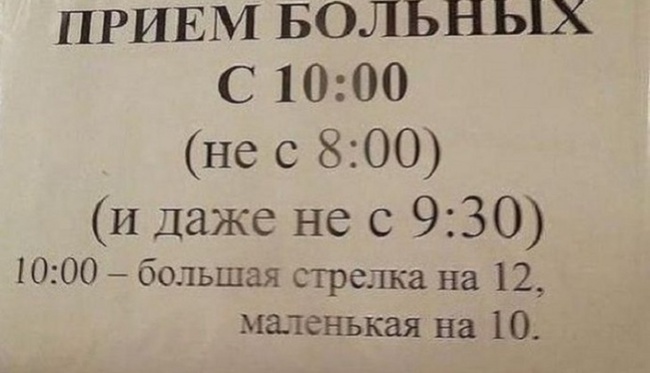 ПРИЕМ БОЛЬНЫХ
С 10:00
(не с 8:00)
(и даже не с 9:30)
10:00 – большая стрелка на 12,
маленькая на 10.